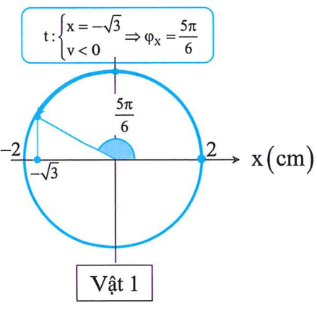 t: { x = −√3
v < 0 ⇒ φₓ = 5π/6
5π/6
−2
−√3
2
x(cm)
Vật 1